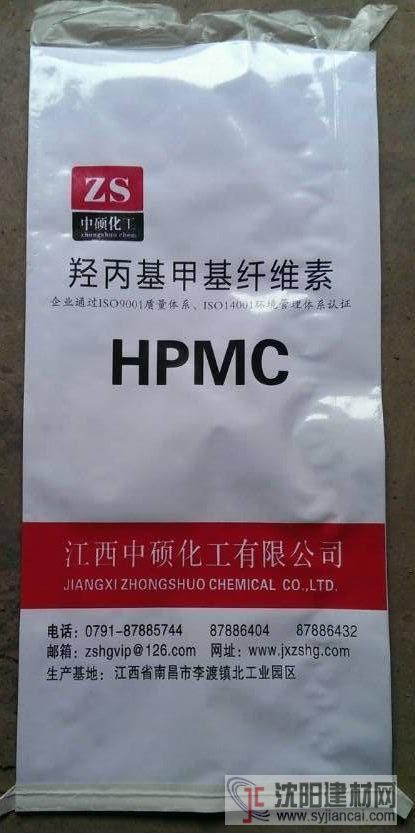 ZS
中硕化工
zhongshuo chem
羟丙基甲基纤维素
企业通过ISO9001质量体系、ISO14001环境管理体系认证
HPMC
江西中硕化工有限公司
JIANGXI ZHONGSHUO CHEMICAL CO.,LTD.
电话：0791-87885744 87886404 87886432
邮箱：zshgvip@126.com 网址：www.jxzshg.com
生产基地：江西省南昌市李渡镇北工业园区
沈阳建材网
www.syjiancai.com